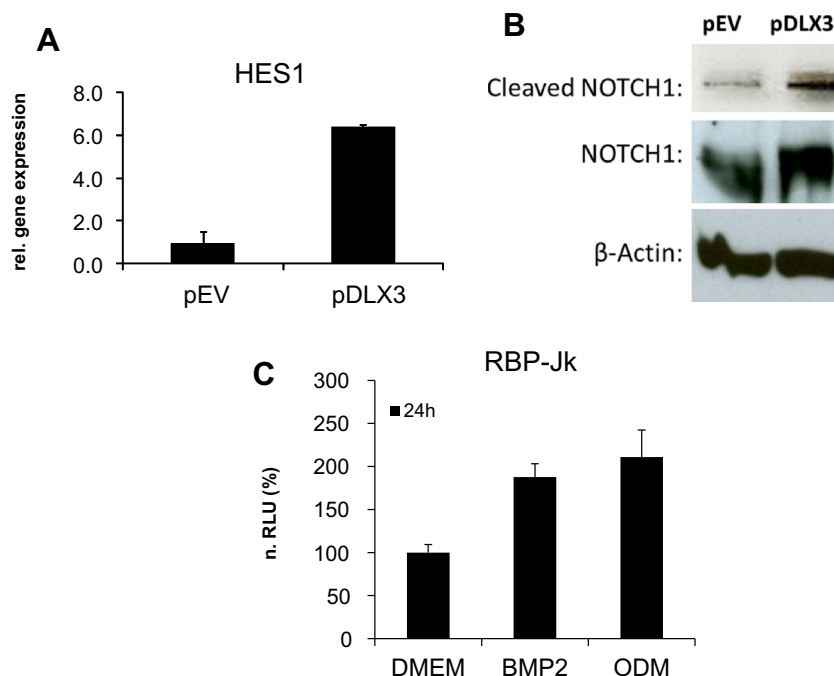 A
HES1
rel. gene expression
8.0
6.0
4.0
2.0
0.0
pEV
pDLX3
B
pEV pDLX3
Cleaved NOTCH1:
NOTCH1:
β-Actin:
C
RBP-Jk
n. RLU (%)
300
250
200
150
100
50
0
24h
DMEM
BMP2
ODM